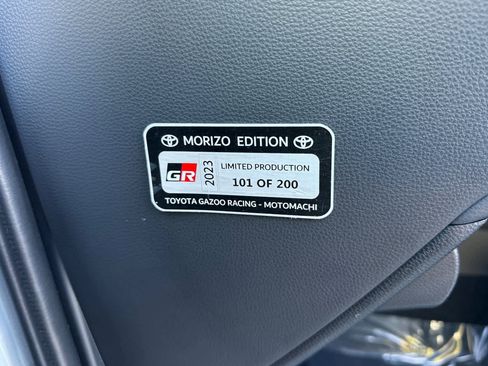 MORIZO EDITION
GR
2023
LIMITED PRODUCTION
101 OF 200
TOYOTA GAZOO RACING - MOTOMACHI